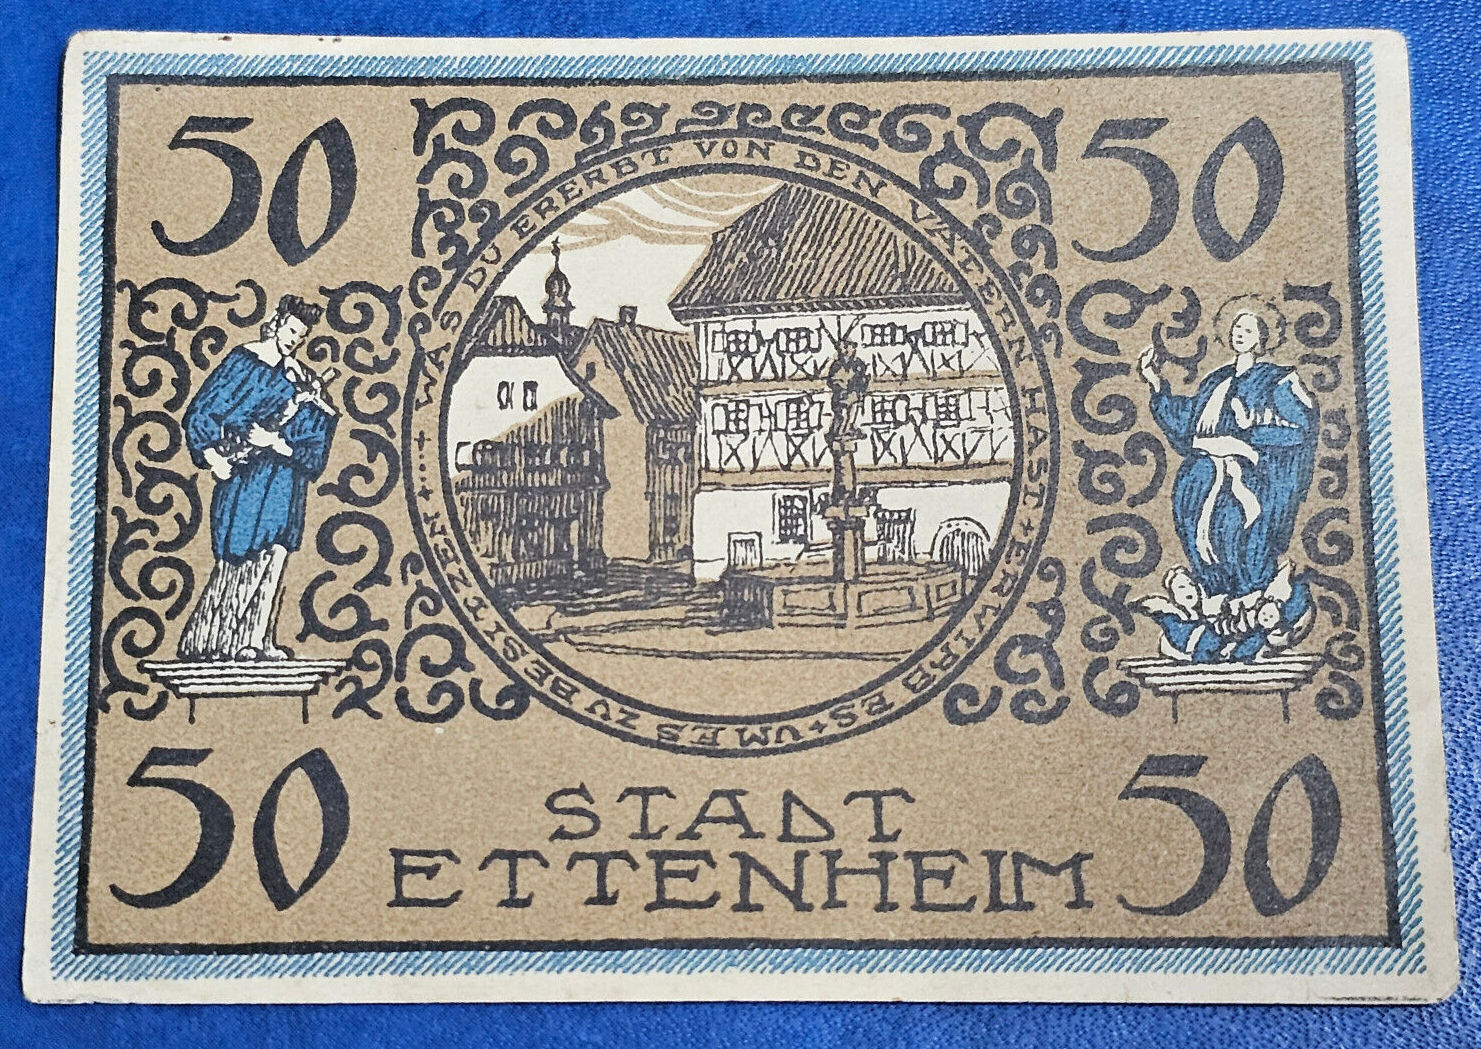 50 50
WAS DU ERERBT VON DEN VÄTERN HAST + ERWIRB ES + UM ES ZU BESITZEN +....+
50 50
STADT
ETTENHEIM